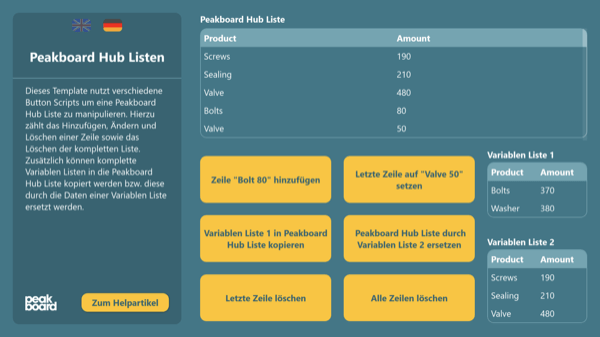 Peakboard Hub Listen
Dieses Template nutzt verschiedene
Button Scripts um eine Peakboard
Hub Liste zu manipulieren. Hierzu
zählt das Hinzufügen, Ändern und
Löschen einer Zeile sowie das
Löschen der kompletten Liste.
Zusätzlich können komplette
Variablen Listen in die Peakboard
Hub Liste kopiert werden bzw. diese
durch die Daten einer Variablen Liste
ersetzt werden.
peak
board
Zum Helpartikel
Peakboard Hub Liste
Product Amount
Screws 190
Sealing 210
Valve 480
Bolts 80
Valve 50
Zeile "Bolt 80" hinzufügen
Letzte Zeile auf "Valve 50"
setzen
Variablen Liste 1 in Peakboard
Hub Liste kopieren
Peakboard Hub Liste durch
Variablen Liste 2 ersetzen
Letzte Zeile löschen
Alle Zeilen löschen
Variablen Liste 1
Product Amount
Bolts 370
Washer 380
Variablen Liste 2
Product Amount
Screws 190
Sealing 210
Valve 480